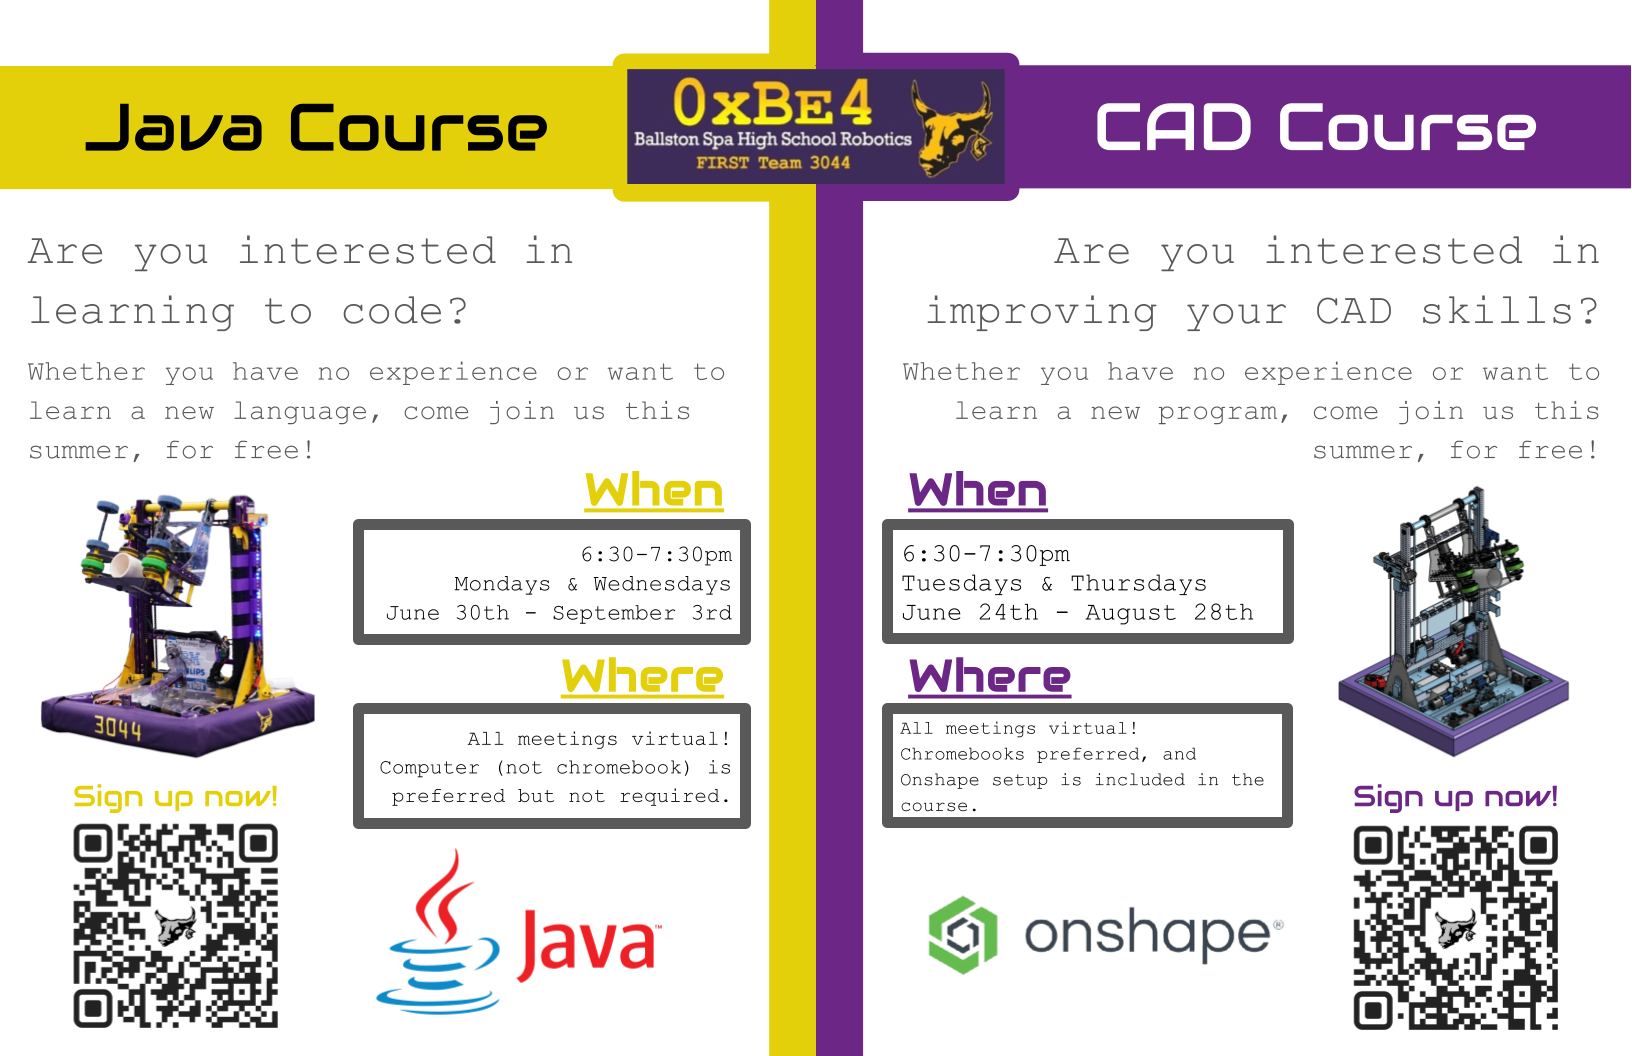 Java Course
0xBE4
Ballston Spa High School Robotics
FIRST Team 3044
CAD Course
Are you interested in
learning to code?
Whether you have no experience or want to
learn a new language, come join us this
summer, for free!
When
6:30-7:30pm
Mondays & Wednesdays
June 30th - September 3rd
Where
All meetings virtual!
Computer (not chromebook) is
preferred but not required.
3044
PHILIPS
Sign up now!
Java™
Are you interested in
improving your CAD skills?
Whether you have no experience or want to
learn a new program, come join us this
summer, for free!
When
6:30-7:30pm
Tuesdays & Thursdays
June 24th - August 28th
Where
All meetings virtual!
Chromebooks preferred, and
Onshape setup is included in the
course.
Sign up now!
onshape®